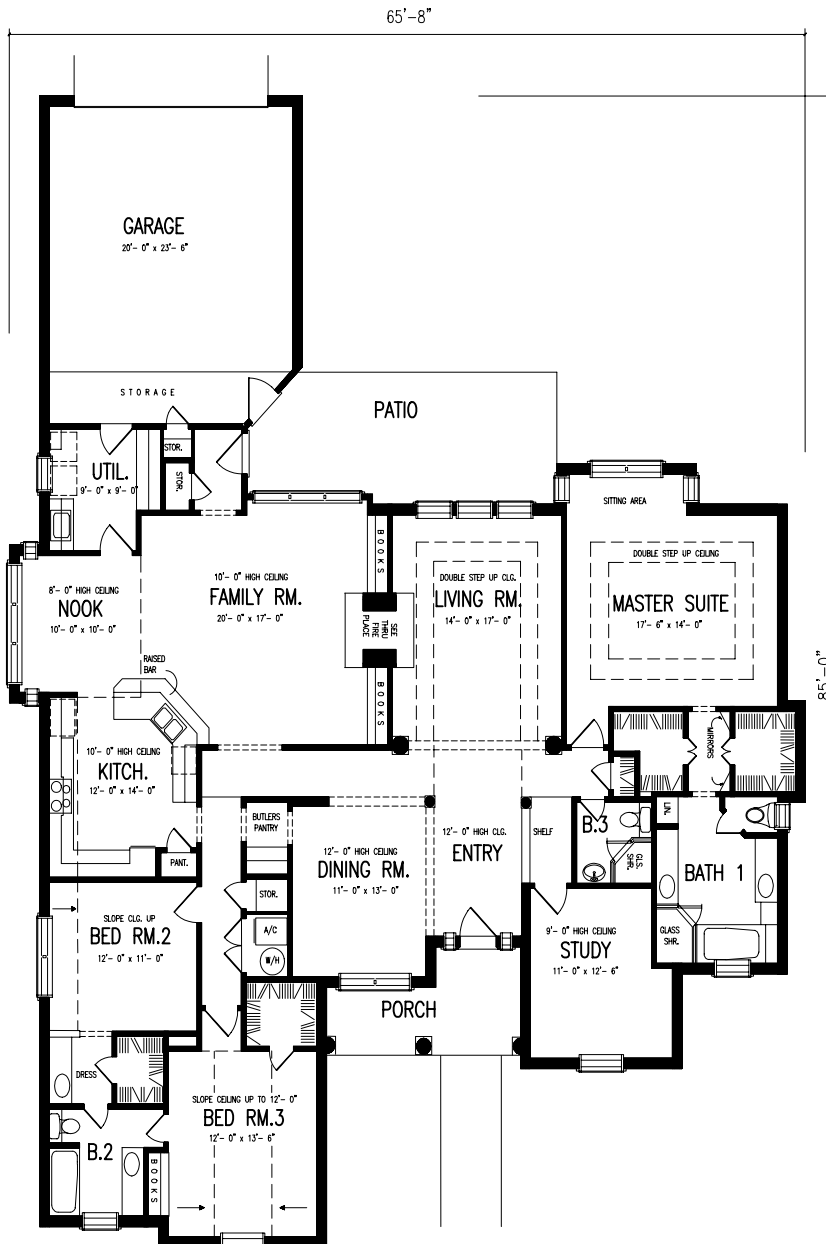 65'-8"
GARAGE
20'- 0" x 23'- 6"
STORAGE
PATIO
STOR.
STOR.
UTIL.
9'- 0" x 9'- 0"
SITTING AREA
BOOKS
DOUBLE STEP UP CEILING
MASTER SUITE
17'- 6" x 14'- 0"
10'- 0" HIGH CEILING
FAMILY RM.
20'- 0" x 17'- 0"
DOUBLE STEP UP CLG.
LIVING RM.
14'- 0" x 17'- 0"
8'- 0" HIGH CEILING
NOOK
10'- 0" x 10'- 0"
SEE
THRU
FIRE
PLACE
RAISED
BAR
85'-0"
BOOKS
MIRRORS
10'- 0" HIGH CEILING
KITCH.
12'- 0" x 14'- 0"
BUTLERS
PANTRY
LIN.
B.3
12'- 0" HIGH CLG.
ENTRY
SHELF
GLS.
SHR.
12'- 0" HIGH CEILING
DINING RM.
11'- 0" x 13'- 0"
PANT.
BATH 1
STOR.
SLOPE CLG. UP
BED RM.2
12'- 0" x 11'- 0"
A/C
W/H
9'- 0" HIGH CEILING
STUDY
11'- 0" x 12'- 6"
GLASS
SHR.
PORCH
DRESS
SLOPE CEILING UP TO 12'- 0"
BED RM.3
12'- 0" x 13'- 6"
B.2
BOOKS